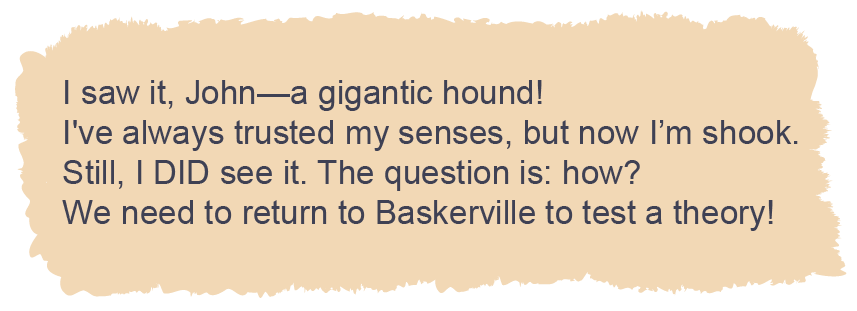 I saw it, John—a gigantic hound!
I've always trusted my senses, but now I’m shook.
Still, I DID see it. The question is: how?
We need to return to Baskerville to test a theory!